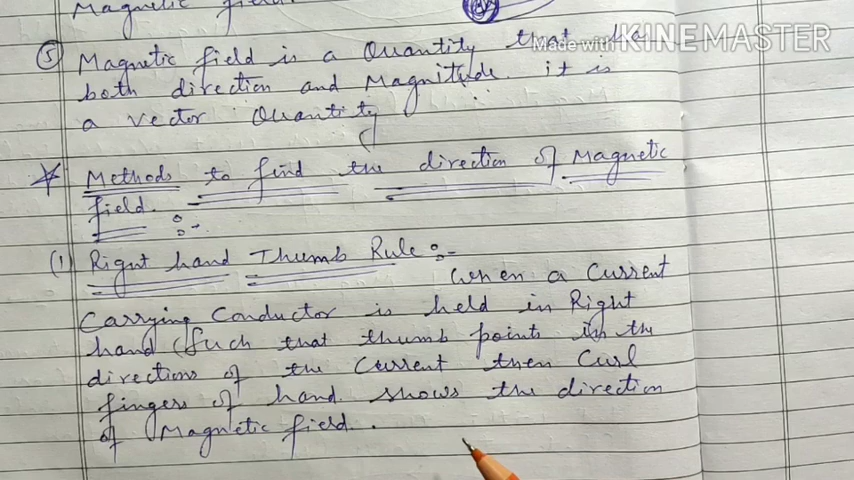 Magnetic field.
Made with KINEMASTER
(5) Magnetic field is a Quantity that ha
both direction and Magnitude. it is
a vector Quantity
Methods to find the direction of Magnetic
field. :-
(1) Right hand Thumb Rule :-
When a Current
Carrying Conductor is held in Right
hand (Such that thumb points in the
directions of the Current then Curl
fingers of hand shows the direction
of Magnetic field.